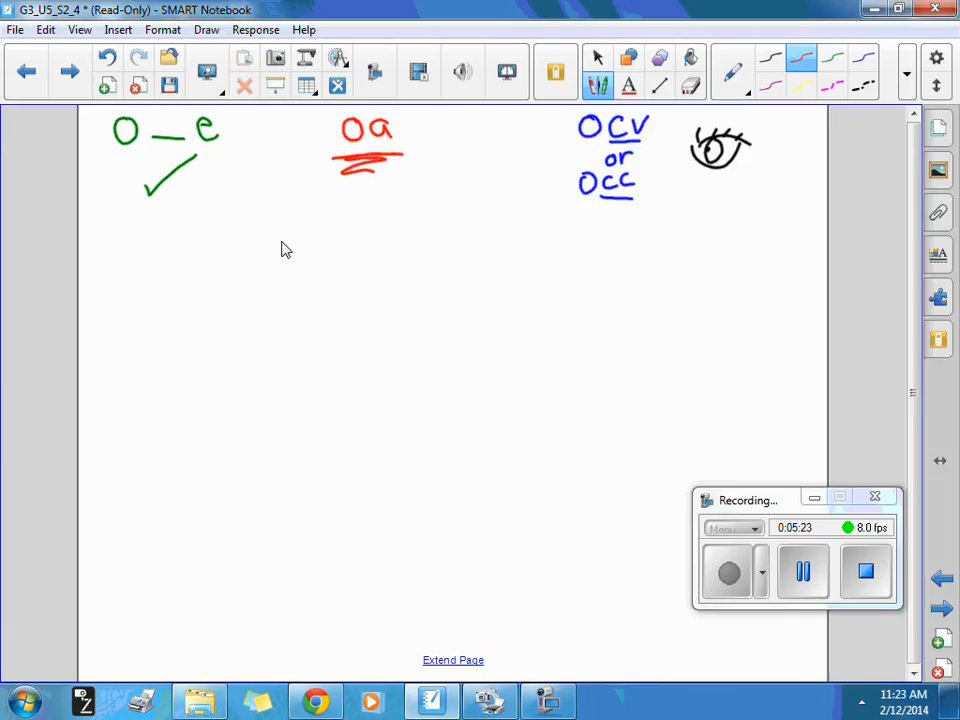 G3_U5_S2_4 * (Read-Only) - SMART Notebook
File Edit View Insert Format Draw Response Help
o _ e
oa
ocv
or
occ
Recording...
Menu
0:05:23
8.0 fps
Extend Page
11:23 AM
2/12/2014